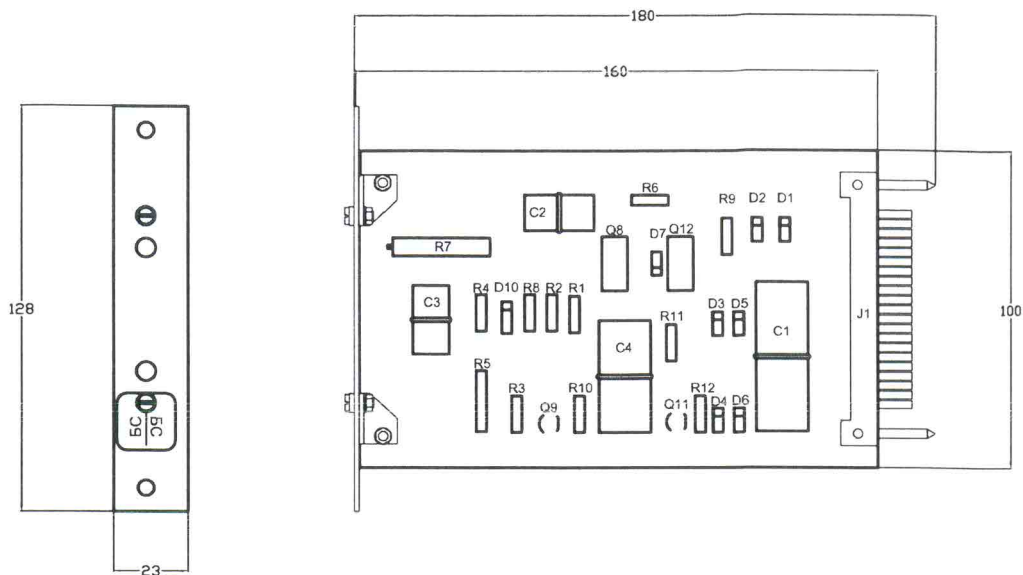 180
160
128
БС
БС
23
R6
C2
R9
D2
D1
Q8
D7
Q12
R7
C3
R4
D10
R8
R2
R1
R11
D3
D5
C1
J1
100
C4
R5
R3
Q9
R10
Q11
R12
D4
D6